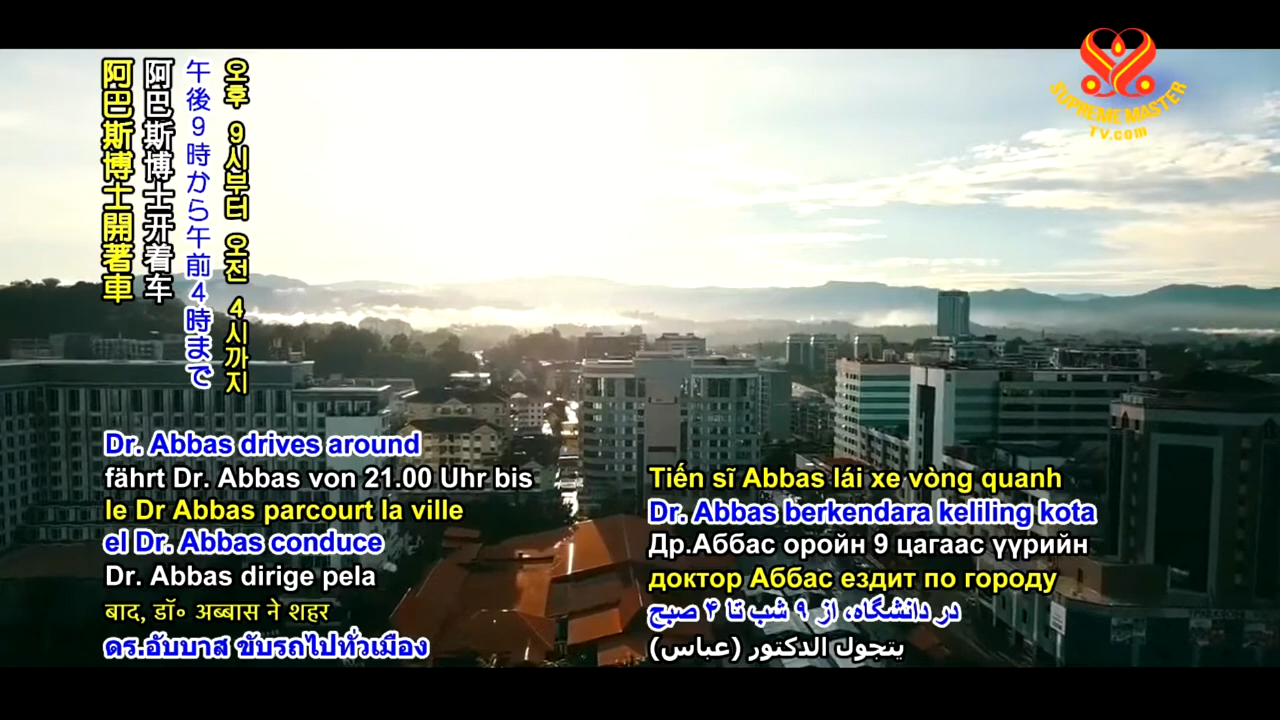 阿巴斯博士開著車
阿巴斯博士开着车
午後9時から午前4時まで
오후 9시부터 오전 4시까지
SUPREME MASTER
TV.com
Dr. Abbas drives around
fährt Dr. Abbas von 21.00 Uhr bis
le Dr Abbas parcourt la ville
el Dr. Abbas conduce
Dr. Abbas dirige pela
बाद, डॉ॰ अब्बास ने शहर
ดร.อับบาส ขับรถไปทั่วเมือง
Tiến sĩ Abbas lái xe vòng quanh
Dr. Abbas berkendara keliling kota
Др.Аббас оройн 9 цагаас үүрийн
доктор Аббас ездит по городу
در دانشگاه، از ۹ شب تا ۴ صبح
يتجول الدكتور (عباس)